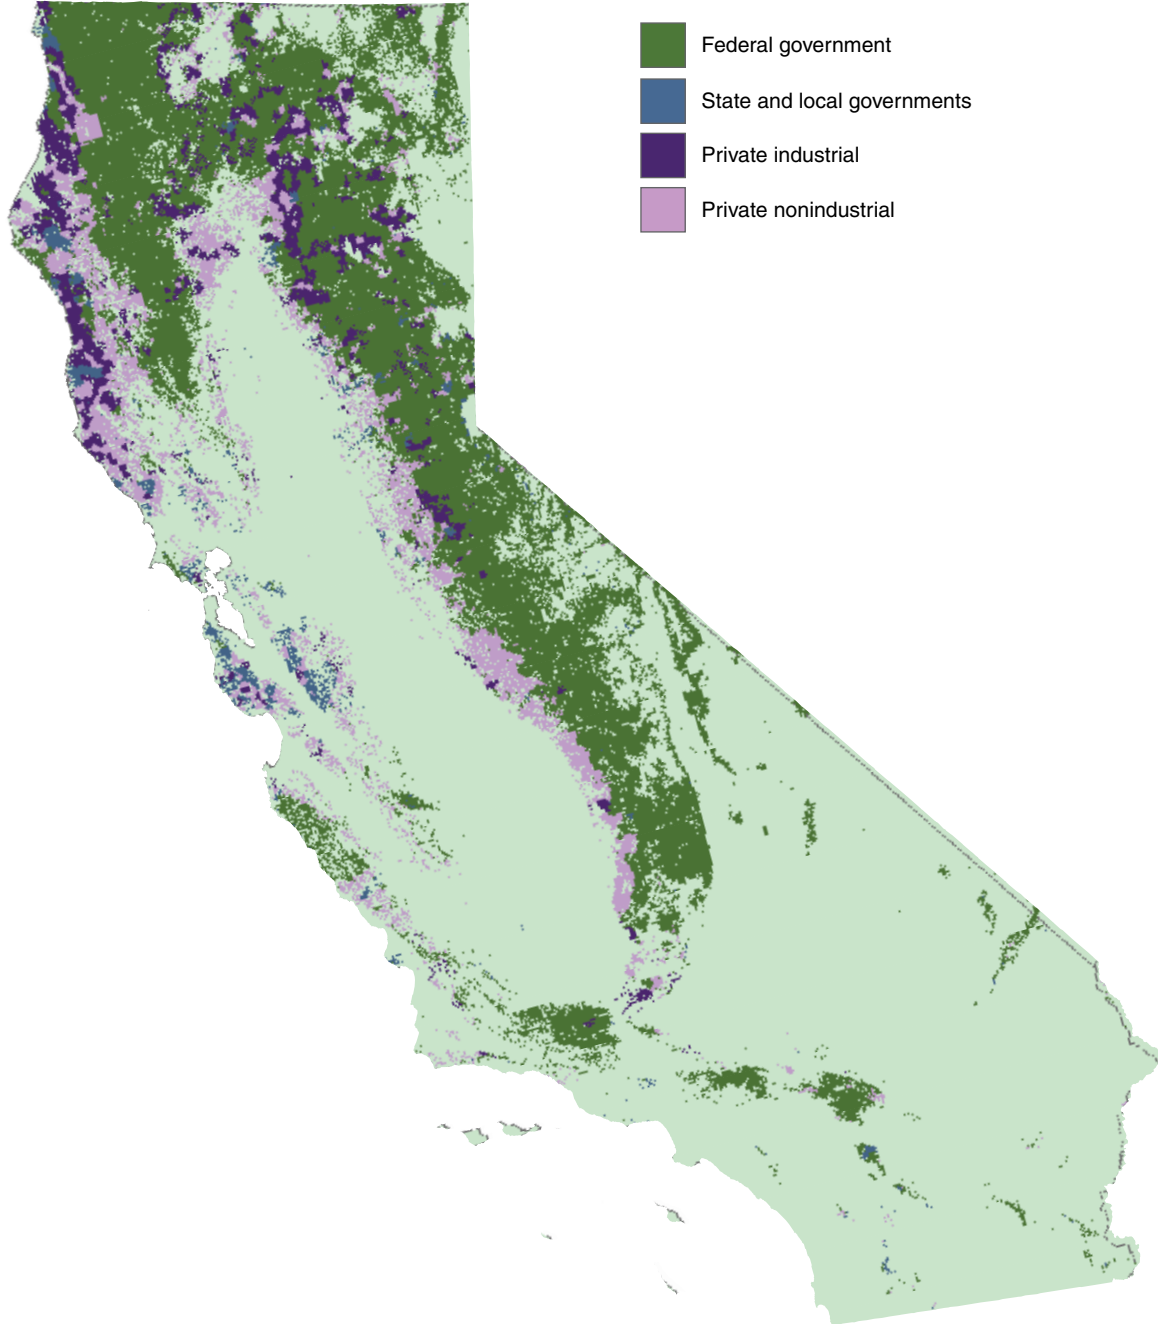 Federal government
State and local governments
Private industrial
Private nonindustrial